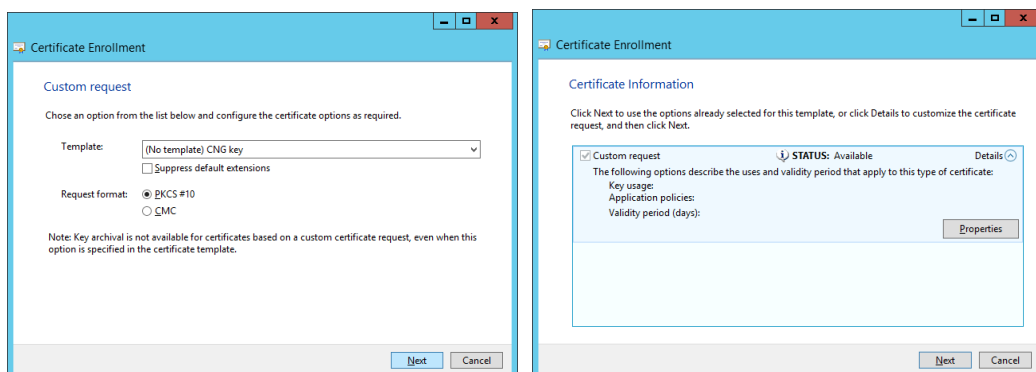 Certificate Enrollment
Custom request
Chose an option from the list below and configure the certificate options as required.
Template:
(No template) CNG key
Suppress default extensions
Request format:
PKCS #10
CMC
Note: Key archival is not available for certificates based on a custom certificate request, even when this
option is specified in the certificate template.
Next
Cancel
Certificate Enrollment
Certificate Information
Click Next to use the options already selected for this template, or click Details to customize the certificate
request, and then click Next.
Custom request
STATUS: Available
Details
The following options describe the uses and validity period that apply to this type of certificate:
Key usage:
Application policies:
Validity period (days):
Properties
Next
Cancel